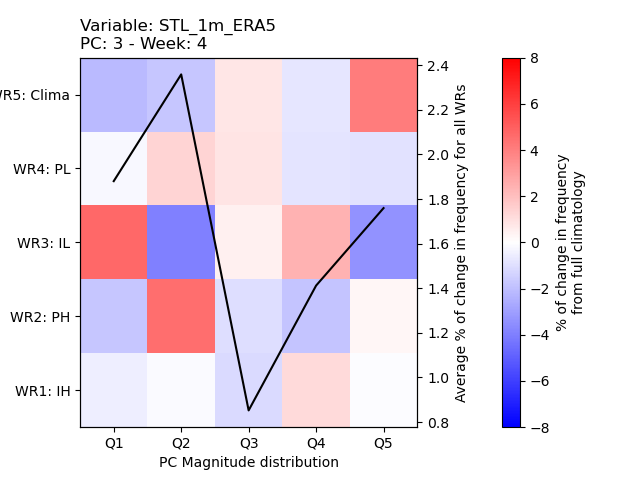 Variable: STL_1m_ERA5
PC: 3 - Week: 4
WR5: Clima
WR4: PL
WR3: IL
WR2: PH
WR1: IH
Q1 Q2 Q3 Q4 Q5
PC Magnitude distribution
2.4
2.2
2.0
1.8
1.6
1.4
1.2
1.0
0.8
Average % of change in frequency for all WRs
8
6
4
2
0
−2
−4
−6
−8
% of change in frequency
from full climatology